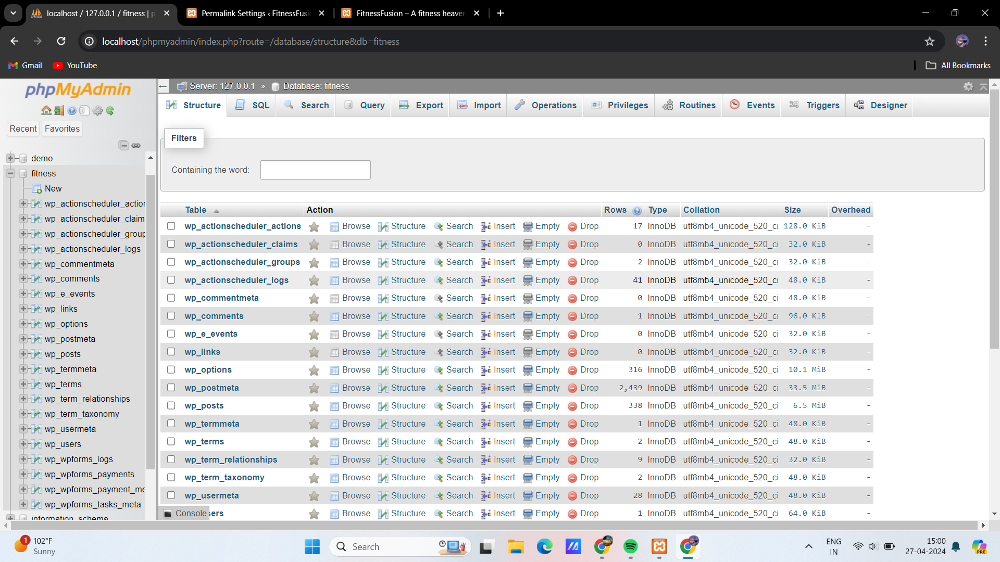 localhost / 127.0.0.1 / fitness | p
Permalink Settings ‹ FitnessFusi
FitnessFusion – A fitness heaven
localhost/phpmyadmin/index.php?route=/database/structure&db=fitness
Gmail
YouTube
All Bookmarks
phpMyAdmin
Recent
Favorites
demo
fitness
New
wp_actionscheduler_action
wp_actionscheduler_claim
wp_actionscheduler_group
wp_actionscheduler_logs
wp_commentmeta
wp_comments
wp_e_events
wp_links
wp_options
wp_postmeta
wp_posts
wp_termmeta
wp_terms
wp_term_relationships
wp_term_taxonomy
wp_usermeta
wp_users
wp_wpforms_logs
wp_wpforms_payments
wp_wpforms_payment_me
wp_wpforms_tasks_meta
information_schema
Server: 127.0.0.1 » Database: fitness
Structure SQL Search Query Export Import Operations Privileges Routines Events Triggers Designer
Filters
Containing the word:
Table Action Rows Type Collation Size Overhead
wp_actionscheduler_actions Browse Structure Search Insert Empty Drop 17 InnoDB utf8mb4_unicode_520_ci 128.0 KiB -
wp_actionscheduler_claims Browse Structure Search Insert Empty Drop 0 InnoDB utf8mb4_unicode_520_ci 32.0 KiB -
wp_actionscheduler_groups Browse Structure Search Insert Empty Drop 2 InnoDB utf8mb4_unicode_520_ci 32.0 KiB -
wp_actionscheduler_logs Browse Structure Search Insert Empty Drop 41 InnoDB utf8mb4_unicode_520_ci 48.0 KiB -
wp_commentmeta Browse Structure Search Insert Empty Drop 0 InnoDB utf8mb4_unicode_520_ci 48.0 KiB -
wp_comments Browse Structure Search Insert Empty Drop 1 InnoDB utf8mb4_unicode_520_ci 96.0 KiB -
wp_e_events Browse Structure Search Insert Empty Drop 0 InnoDB utf8mb4_unicode_520_ci 32.0 KiB -
wp_links Browse Structure Search Insert Empty Drop 0 InnoDB utf8mb4_unicode_520_ci 32.0 KiB -
wp_options Browse Structure Search Insert Empty Drop 316 InnoDB utf8mb4_unicode_520_ci 10.1 MiB -
wp_postmeta Browse Structure Search Insert Empty Drop 2,439 InnoDB utf8mb4_unicode_520_ci 33.5 MiB -
wp_posts Browse Structure Search Insert Empty Drop 338 InnoDB utf8mb4_unicode_520_ci 6.5 MiB -
wp_termmeta Browse Structure Search Insert Empty Drop 1 InnoDB utf8mb4_unicode_520_ci 48.0 KiB -
wp_terms Browse Structure Search Insert Empty Drop 2 InnoDB utf8mb4_unicode_520_ci 48.0 KiB -
wp_term_relationships Browse Structure Search Insert Empty Drop 9 InnoDB utf8mb4_unicode_520_ci 32.0 KiB -
wp_term_taxonomy Browse Structure Search Insert Empty Drop 2 InnoDB utf8mb4_unicode_520_ci 48.0 KiB -
wp_usermeta Browse Structure Search Insert Empty Drop 28 InnoDB utf8mb4_unicode_520_ci 48.0 KiB -
Console sers Browse Structure Search Insert Empty Drop 1 InnoDB utf8mb4_unicode_520_ci 64.0 KiB -
1
102°F
Sunny
Search
PRE
ENG
IN
15:00
27-04-2024